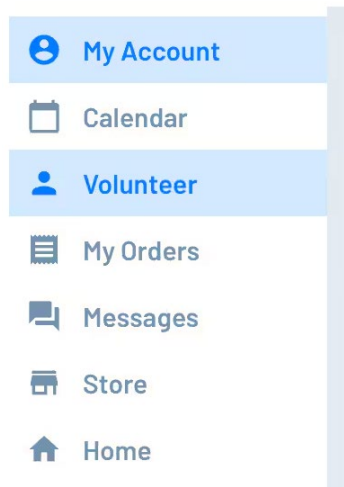 My Account
Calendar
Volunteer
My Orders
Messages
Store
Home